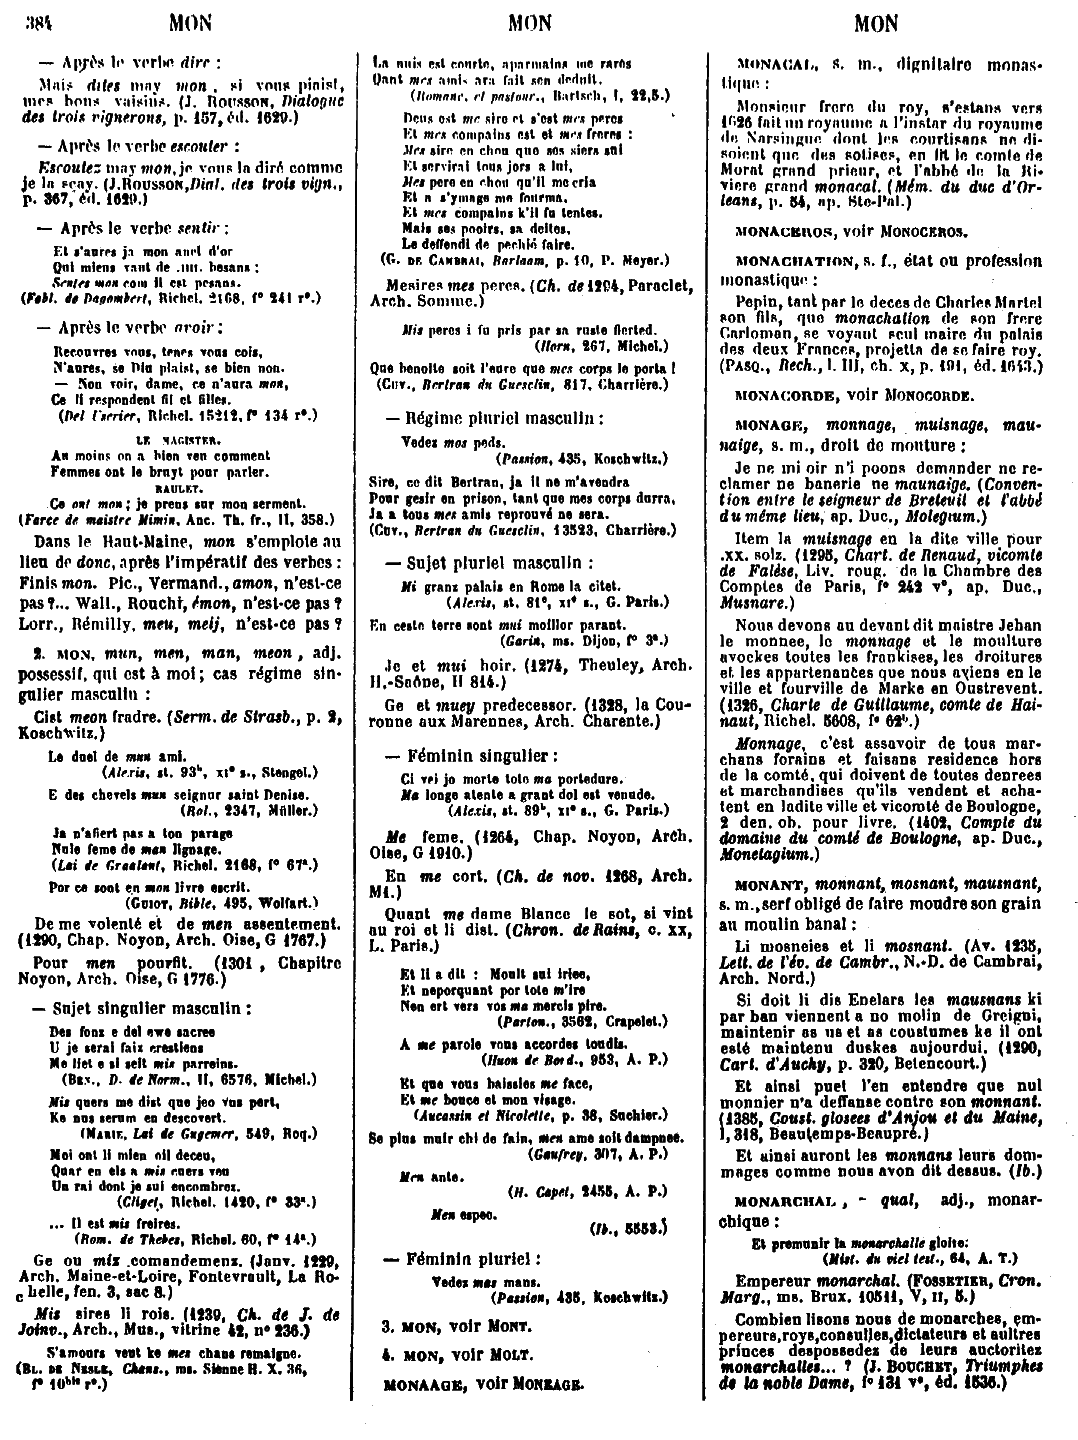 384 MON MON MON
— Après le verbe dire :
Mais dites may mon, si vous pinist,
mes bons vaisins. (J. ROUSSON, Dialogue
des trois vignerons, p. 157, éd. 1629.)
— Après le verbe escouter :
Escoutez may mon, je vous la diré comme
je la sçay. (J. ROUSSON, Dial. des trois vign.,
p. 367, éd. 1629.)
— Après le verbe sentir :
Et s'aures ja mon anel d'or
Qui miens vaut de .IIII. besans ;
Sentes mon com il est pesans.
(Fabl. de Dagombert, Richel. 2168, f° 241 r°.)
— Après le verbe avoir :
Recouvres vous, tenes vous cois,
N'aures, se Diu plaist, se bien non.
— Non voir, dame, ce n'aura mon,
Ce li respondent fil et filles.
(Del Fevrier, Richel. 15212, f° 134 r°.)
LE MAGISTER.
Au moins on a bien veu comment
Femmes ont le bruyt pour parler.
RAULET.
Ce ont mon ; je prens sur mon serment.
(Farce de maistre Mimin, Anc. Th. fr., II, 358.)
Dans le Haut-Maine, mon s'emploie au
lieu de donc, après l'impératif des verbes :
Finis mon. Pic., Vermand., amon, n'est-ce
pas ?... Wall., Rouchi, émon, n'est-ce pas ?
Lorr., Rémilly, meu, meij, n'est-ce pas ?
2. MON, mun, men, man, meon, adj.
possessif, qui est à moi ; cas régime sin-
gulier masculin :
Cist meon fradre. (Serm. de Strasb., p. 2,
Koschwitz.)
Le duel de mun ami.
(Alexis, st. 93ᵇ, XIᵉ s., Stengel.)
E des chevels mun seignur saint Denise.
(Rol., 2347, Müller.)
Ja n'afiert pas a ton parage
Nule feme de men lignage.
(Lai de Graelent, Richel. 2168, f° 67ᵃ.)
Por ce sont en mon livre escrit.
(GUIOT, Bible, 495, Wolfart.)
De me volenté et de men assentement.
(1290, Chap. Noyon, Arch. Oise, G 1767.)
Pour men pourfit. (1301, Chapitre
Noyon, Arch. Oise, G 1776.)
— Sujet singulier masculin :
Des fonz e del ewe sacree
U je serai faiz crestiens
Me liet e si seit mis parreins.
(BEN., D. de Norm., II, 6576, Michel.)
Mis quers me dist que jeo vus pert,
Ke nus serum en descovert.
(MARIE, Lai de Gugemer, 549, Roq.)
Moi ont li mien oil deceu,
Quar en els a mis cuers veu
Un rai dont je sui encombrez.
(Cliget, Richel. 1420, f° 33ᵃ.)
... Il est mis freires.
(Rom. de Thebes, Richel. 60, f° 14ᵃ.)
Ge ou mis comandemenz. (Janv. 1229,
Arch. Maine-et-Loire, Fontevrault, La Ro-
chelle, fen. 3, sac 8.)
Mis sires li rois. (1239, Ch. de J. de
Joinv., Arch., Mus., vitrine 42, n° 236.)
S'amours veut ke mes chans remaigne.
(BL. DE NESLE, Chans., ms. Sienne H. X. 36,
f° 10ᵇⁱˢ r°.)
La nuis est courte, aparmains me rares
Quant mes amis ara fait son deduit.
(Romanc. et pastour., Bartsch, I, 22,5.)
Deus est me sire et s'est mes peres
Et mes compains est et mes freres :
Mes sire en chou que sos siers sui
Et servirai tous jors a lui,
Mes pere en chou qu'il me cria
Et a s'ymage me fourma.
Et mes compains k'il fu tentes.
Mais ses pooirs, sa deites,
Le deffendi de pechié faire.
(G. DE CAMBRAI, Barlaam, p. 10, P. Meyer.)
Mesires mes peres. (Ch. de 1294, Paraclet,
Arch. Somme.)
Mis peres i fu pris par sa ruste fierted.
(Horn, 267, Michel.)
Que benoite soit l'eure que mes corps le porta !
(CUV., Bertran du Guesclin, 817, Charrière.)
— Régime pluriel masculin :
Vedez mos peds.
(Passion, 435, Koschwitz.)
Sire, ce dit Bertran, ja il ne m'avendra
Pour gesir en prison, tant que mes corps durra,
Ja a tous mes amis reprouvé ne sera.
(CUV., Bertran du Guesclin, 13523, Charrière.)
— Sujet pluriel masculin :
Mi granz palais en Rome la citet.
(Alexis, st. 81ᵉ, XIᵉ s., G. Paris.)
En ceste terre sont mui meillor parant.
(Garin, ms. Dijon, f° 3ᵃ.)
Je et mui hoir. (1274, Theuley, Arch.
H.-Saône, H 814.)
Ge et muey predecessor. (1328, la Cou-
ronne aux Marennes, Arch. Charente.)
— Féminin singulier :
Ci vei jo morte tote ma portedure.
Ma longe atente a grant dol est venude.
(Alexis, st. 89ᵇ, XIᵉ s., G. Paris.)
Me feme. (1264, Chap. Noyon, Arch.
Oise, G 1910.)
En me cort. (Ch. de nov. 1268, Arch.
Mi.)
Quant me dame Blance le sot, si vint
au roi et li dist. (Chron. de Rains, c. XX,
L. Paris.)
Et li a dit : Moult sui iriee,
Et neporquant por tote m'ire
Nen ert vers vos ma mercis pire.
(Parton., 3562, Crapelet.)
A me parole vous accordes toudis.
(Huon de Bord., 953, A. P.)
Et que vous baissies me face,
Et me bouce et mon visage.
(Aucassin et Nicolette, p. 38, Suchier.)
Se plus muir chi de fain, men ame soit dampnee.
(Gaufrey, 307, A. P.)
Men ante.
(H. Capet, 2455, A. P.)
Men espee.
(Ib., 5553.)
— Féminin pluriel :
Vedez mas mans.
(Passion, 435, Koschwitz.)
3. MON, voir MONT.
4. MON, voir MOLT.
MONAAGE, voir MONEAGE.
MONACAL, s. m., dignitaire monas-
tique :
Monsieur frere du roy, s'estans vers
1626 fait un royaume a l'instar du royaume
de Narsingue dont les courtisans ne di-
soient que des sotises, en fit le comte de
Morat grand prieur, et l'abbé de la Ri-
viere grand monacal. (Mém. du duc d'Or-
leans, p. 54, ap. Ste-Pal.)
MONACEROS, voir MONOCEROS.
MONACHATION, s. f., état ou profession
monastique :
Pepin, tant par le deces de Charles Martel
son fils, que monachation de son frere
Carloman, se voyant seul maire du palais
des deux Frances, projetta de se faire roy.
(PASQ., Rech., l. III, ch. X, p. 191, éd. 1643.)
MONACORDE, voir MONOCORDE.
MONAGE, monnage, muisnage, mau-
naige, s. m., droit de mouture :
Je ne mi oir n'i poons demander ne re-
clamer ne banerie ne maunaige. (Conven-
tion entre le seigneur de Breteuil et l'abbé
du même lieu, ap. Duc., Molegium.)
Item la muisnage en la dite ville pour
.XX. solz. (1295, Chart. de Renaud, vicomte
de Falèse, Liv. roug. de la Chambre des
Comptes de Paris, f° 242 v°, ap. Duc.,
Musnare.)
Nous devons au devant dit maistre Jehan
le monnee, le monnage et le moulture
avockes toutes les frankises, les droitures
et les appartenances que nous aviens en le
ville et fourville de Marke en Oustrevent.
(1326, Charte de Guillaume, comte de Hai-
naut, Richel. 5608, f° 62ᵇ.)
Monnage, c'est assavoir de tous mar-
chans forains et faisans residence hors
de la comté, qui doivent de toutes denrees
et marchandises qu'ils vendent et acha-
tent en ladite ville et vicomté de Boulogne,
2 den. ob. pour livre. (1402, Compte du
domaine du comté de Boulogne, ap. Duc.,
Monetagium.)
MONANT, monnant, mosnant, mausnant,
s. m., serf obligé de faire moudre son grain
au moulin banal :
Li mosneies et li mosnant. (Av. 1235,
Lett. de l'év. de Cambr., N.-D. de Cambrai,
Arch. Nord.)
Si doit li dis Enelars les mausnans ki
par ban viennent a no molin de Greigni,
maintenir as us et as coustumes ke il ont
esté maintenu duskes aujourdui. (1290,
Cart. d'Auchy, p. 320, Betencourt.)
Et ainsi puet l'en entendre que nul
monnier n'a deffanse contre son monnant.
(1385, Coust. glosees d'Anjou et du Maine,
I, 318, Beautemps-Beaupré.)
Et ainsi auront les monnans leurs dom-
mages comme nous avon dit dessus. (Ib.)
MONARCHAL, - qual, adj., monar-
chique :
Et premunir la monarchalle gloire.
(Mist. du viel test., 64, A. T.)
Empereur monarchal. (FOSSETIER, Cron.
Marg., ms. Brux. 10511, V, II, 5.)
Combien lisons nous de monarches, em-
pereurs, roys, consulles, dictateurs et aultres
princes despossedez de leurs auctoritez
monarchalles... ? (J. BOUCHET, Triumphes
de la noble Dame, f° 131 v°, éd. 1536.)